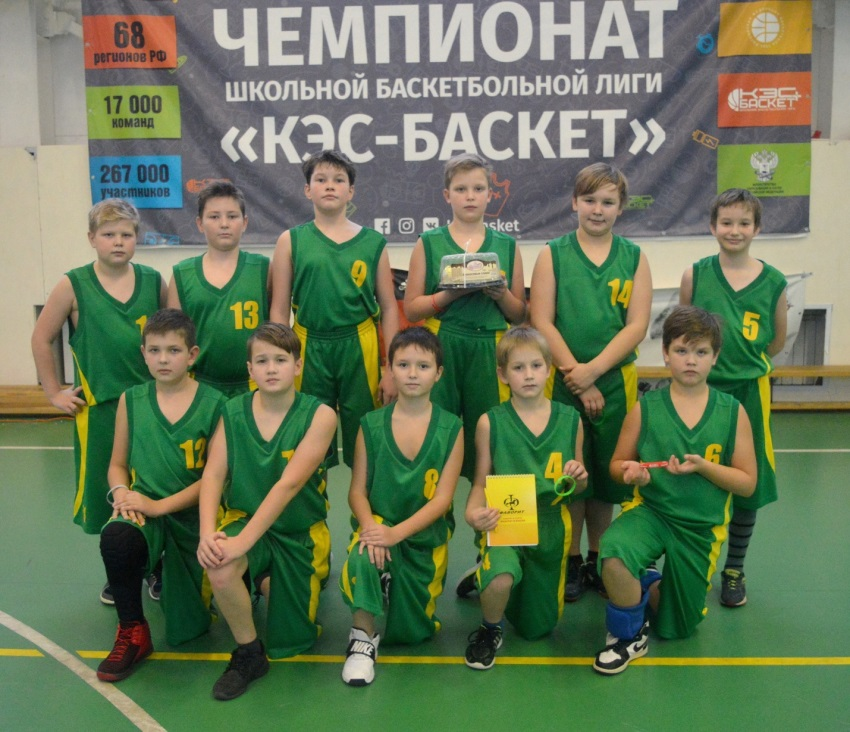 68
регионов РФ
17 000
команд
267 000
участников
ЧЕМПИОНАТ
ШКОЛЬНОЙ БАСКЕТБОЛЬНОЙ ЛИГИ
«КЭС-БАСКЕТ»
КЭС
БАСКЕТ
13
9
14
5
12
8
4
6
NIKE